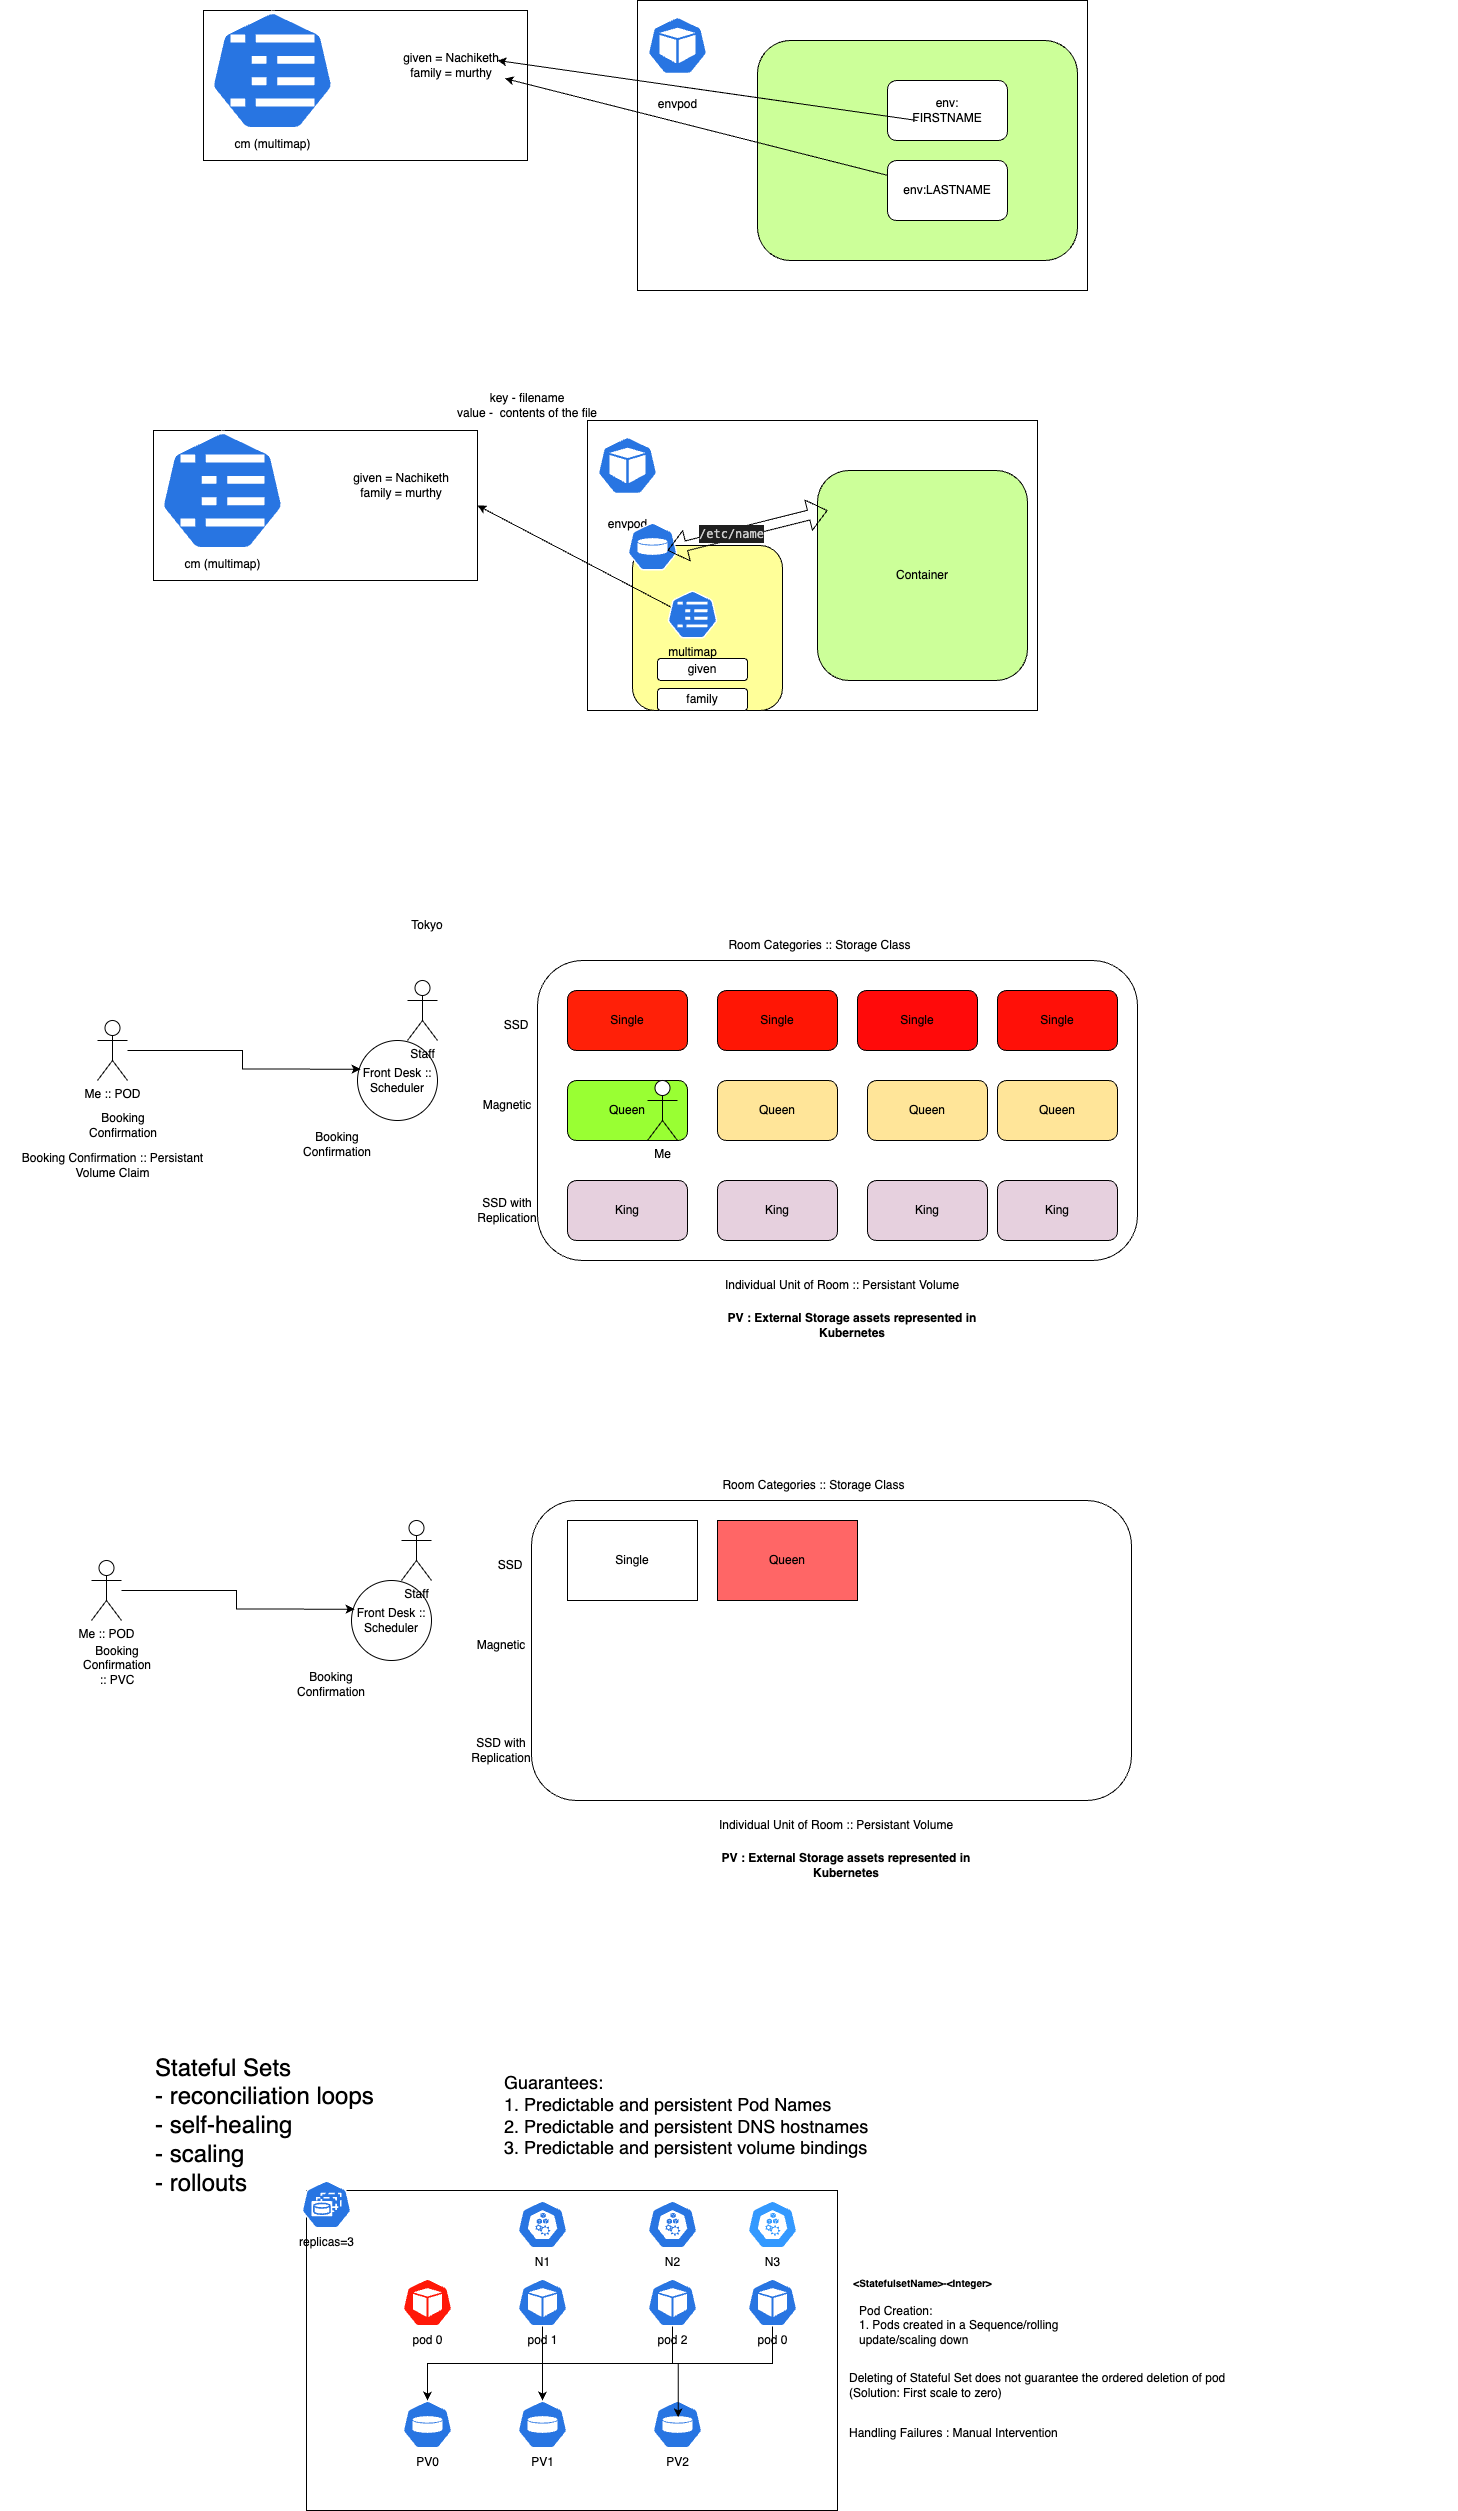 given = Nachiketh
family = murthy
cm (multimap)
envpod
env:
FIRSTNAME
env:LASTNAME
key - filename
value -  contents of the file
given = Nachiketh
family = murthy
cm (multimap)
envpod
/etc/name
Container
multimap
given
family
Tokyo
Room Categories :: Storage Class
SSD
Single
Single
Single
Single
Staff
Front Desk ::
Scheduler
Me :: POD
Booking
Confirmation
Booking Confirmation :: Persistant
Volume Claim
Booking
Confirmation
Magnetic
Queen
Queen
Queen
Queen
Me
SSD with
Replication
King
King
King
King
Individual Unit of Room :: Persistant Volume
PV : External Storage assets represented in
Kubernetes
Room Categories :: Storage Class
SSD
Single
Queen
Staff
Front Desk ::
Scheduler
Me :: POD
Booking
Confirmation
:: PVC
Booking
Confirmation
Magnetic
SSD with
Replication
Individual Unit of Room :: Persistant Volume
PV : External Storage assets represented in
Kubernetes
Stateful Sets
- reconciliation loops
- self-healing
- scaling
- rollouts
Guarantees:
1. Predictable and persistent Pod Names
2. Predictable and persistent DNS hostnames
3. Predictable and persistent volume bindings
replicas=3
N1
N2
N3
pod 0
pod 1
pod 2
pod 0
PV0
PV1
PV2
<StatefulsetName>-<Integer>
Pod Creation:
1. Pods created in a Sequence/rolling
update/scaling down
Deleting of Stateful Set does not guarantee the ordered deletion of pod
(Solution: First scale to zero)
Handling Failures : Manual Intervention